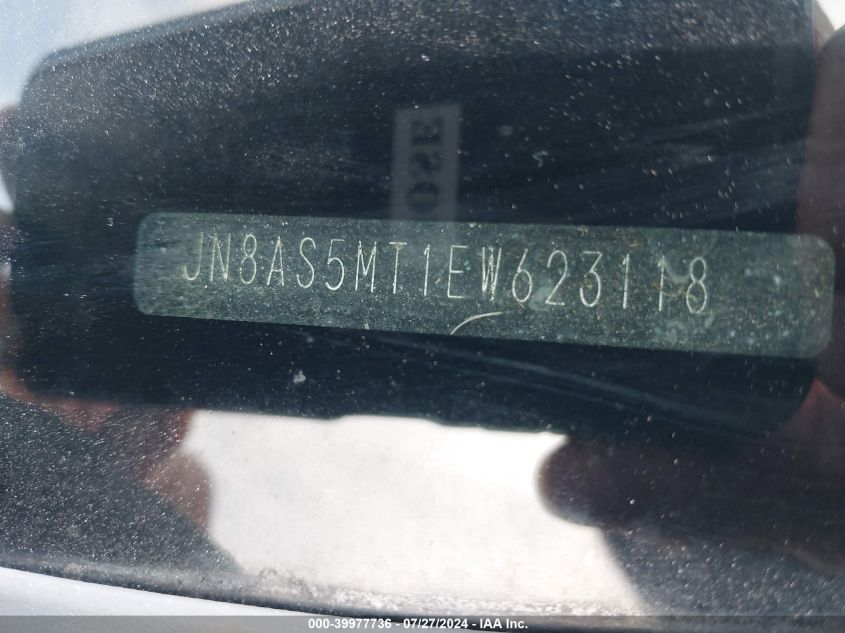 JN8AS5MT1EW623118
000-39977736 - 07/27/2024 - IAA Inc.